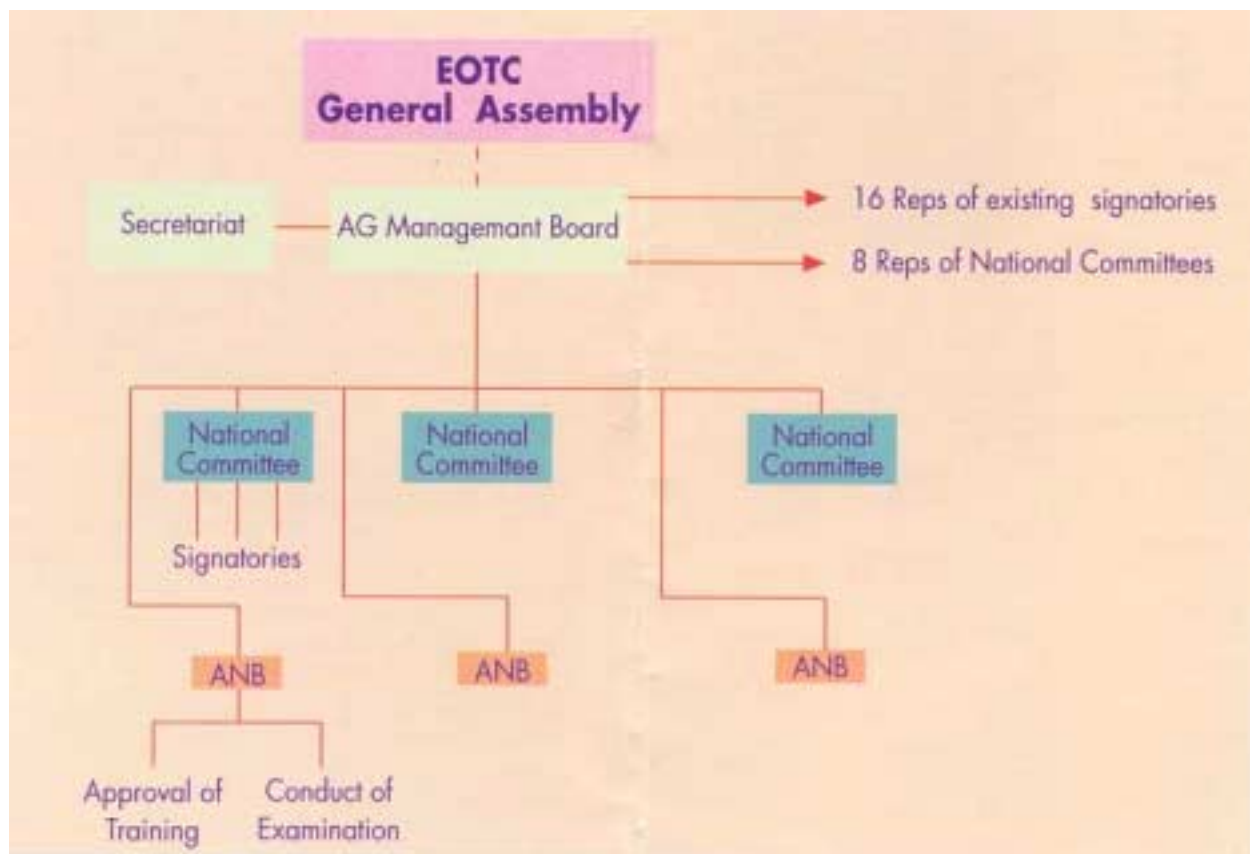 EOTC
General Assembly
Secretariat
AG Managemant Board
16 Reps of existing signatories
8 Reps of National Committees
National
Committee
National
Committee
National
Committee
Signatories
ANB
ANB
ANB
Approval of
Training
Conduct of
Examination